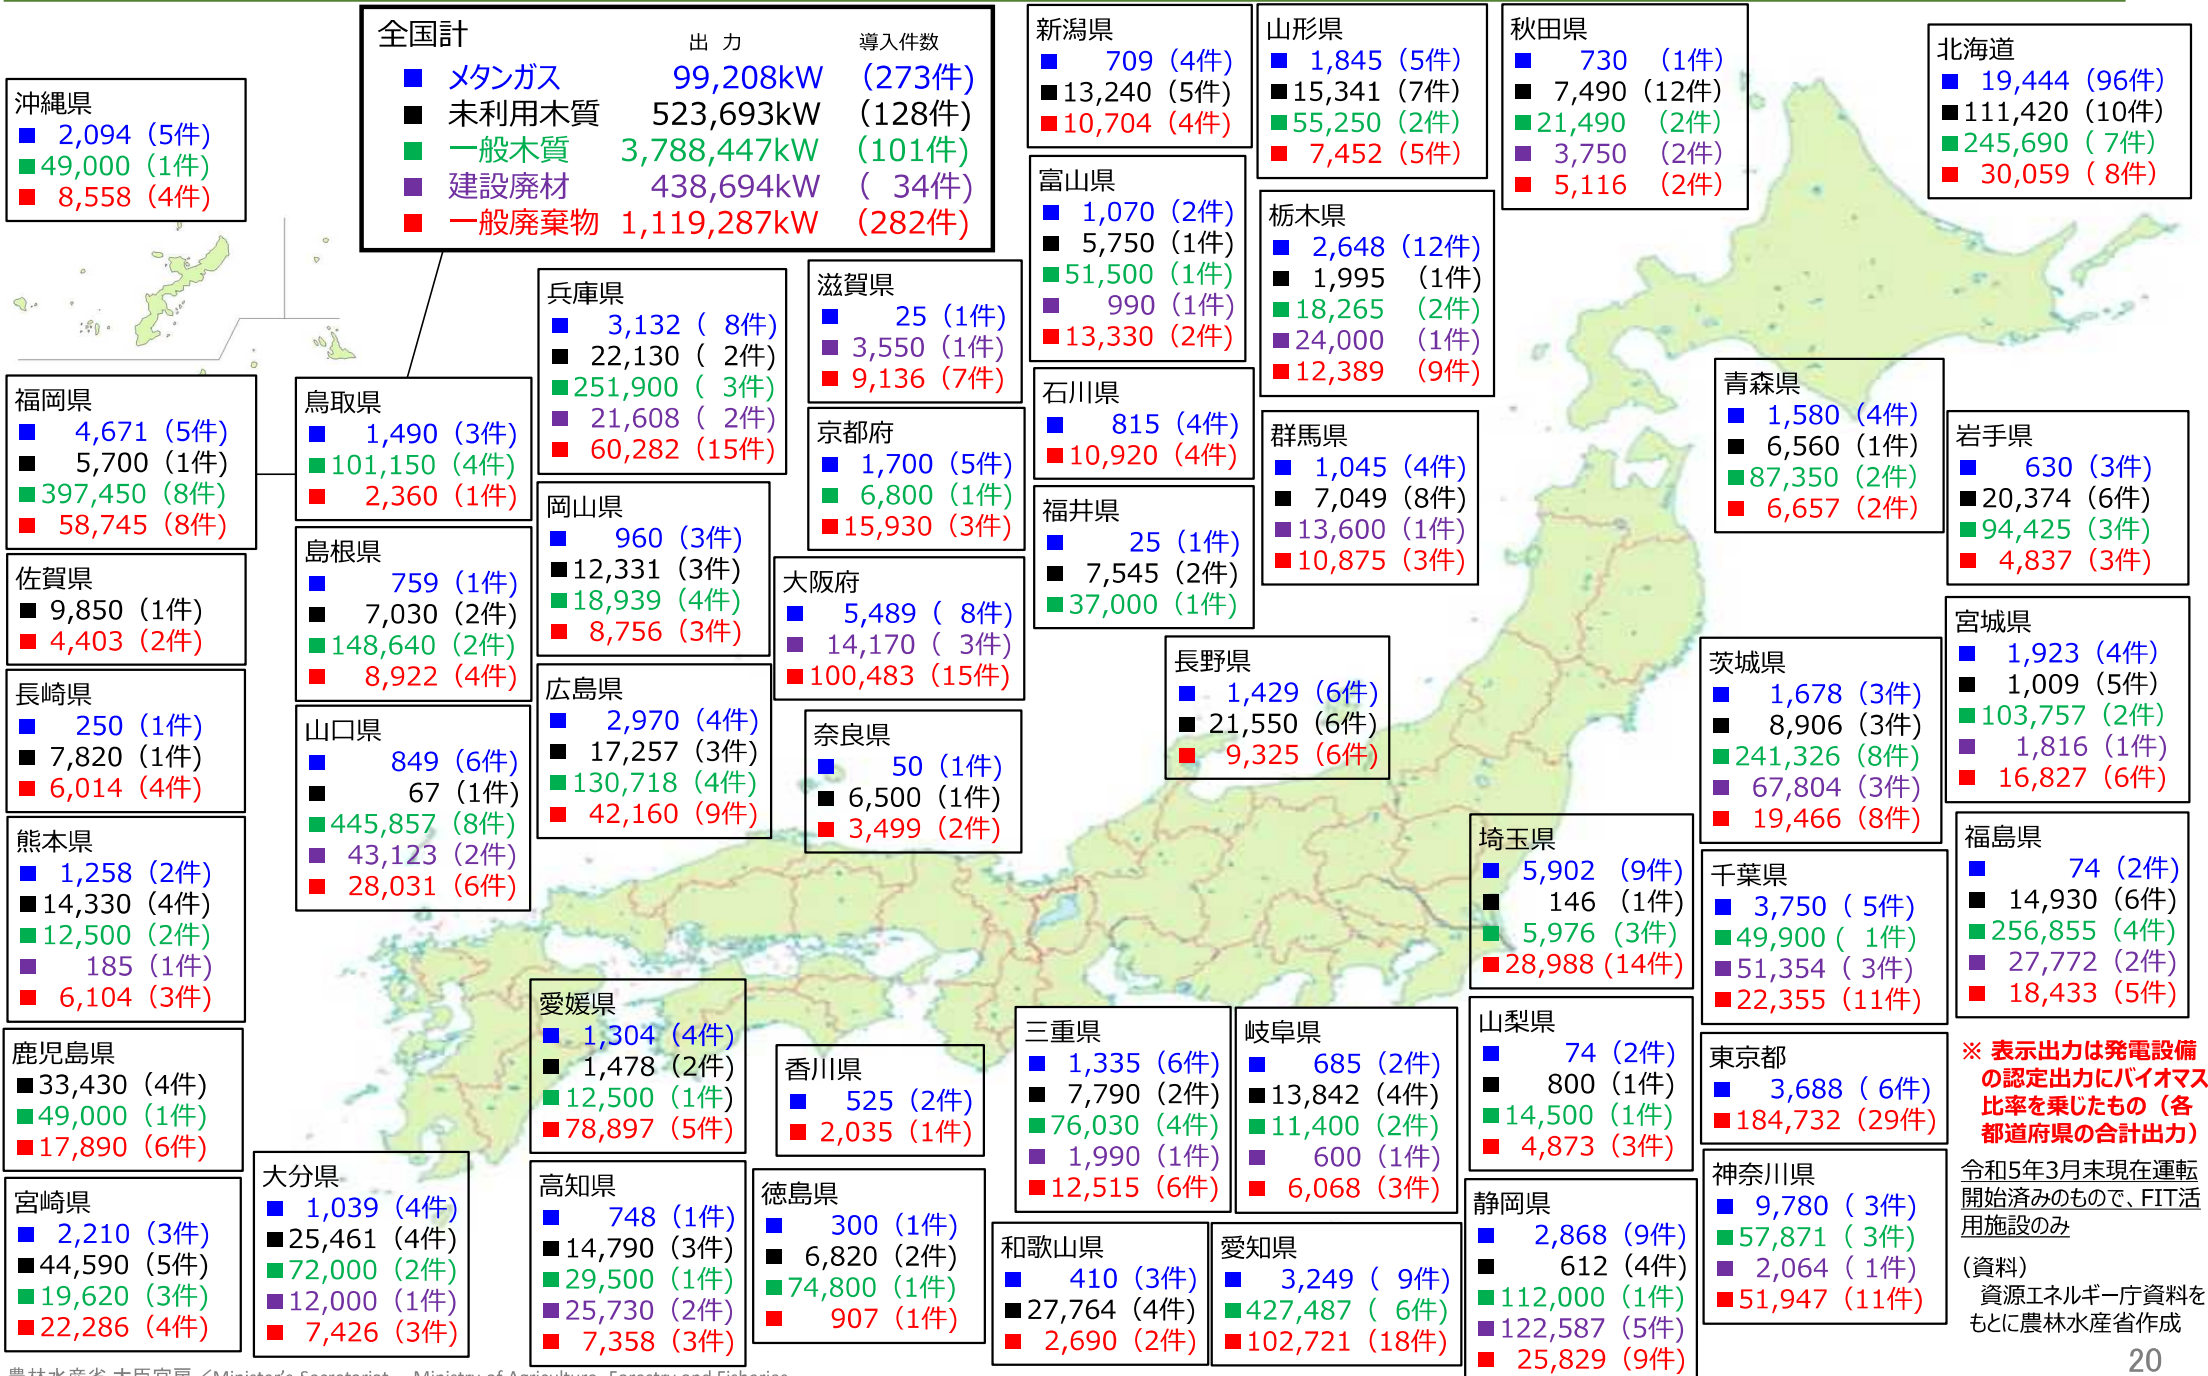 全国計
出 力 導入件数
■ メタンガス 99,208kW (273件)
■ 未利用木質 523,693kW (128件)
■ 一般木質 3,788,447kW (101件)
■ 建設廃材 438,694kW ( 34件)
■ 一般廃棄物 1,119,287kW (282件)
沖縄県
■ 2,094 (5件)
■ 49,000 (1件)
■ 8,558 (4件)
新潟県
■ 709 (4件)
■ 13,240 (5件)
■ 10,704 (4件)
山形県
■ 1,845 (5件)
■ 15,341 (7件)
■ 55,250 (2件)
■ 7,452 (5件)
秋田県
■ 730 (1件)
■ 7,490 (12件)
■ 21,490 (2件)
■ 3,750 (2件)
■ 5,116 (2件)
北海道
■ 19,444 (96件)
■ 111,420 (10件)
■ 245,690 ( 7件)
■ 30,059 ( 8件)
富山県
■ 1,070 (2件)
■ 5,750 (1件)
■ 51,500 (1件)
■ 990 (1件)
■ 13,330 (2件)
栃木県
■ 2,648 (12件)
■ 1,995 (1件)
■ 18,265 (2件)
■ 24,000 (1件)
■ 12,389 (9件)
兵庫県
■ 3,132 ( 8件)
■ 22,130 ( 2件)
■ 251,900 ( 3件)
■ 21,608 ( 2件)
■ 60,282 (15件)
滋賀県
■ 25 (1件)
■ 3,550 (1件)
■ 9,136 (7件)
福岡県
■ 4,671 (5件)
■ 5,700 (1件)
■ 397,450 (8件)
■ 58,745 (8件)
鳥取県
■ 1,490 (3件)
■ 101,150 (4件)
■ 2,360 (1件)
京都府
■ 1,700 (5件)
■ 6,800 (1件)
■ 15,930 (3件)
石川県
■ 815 (4件)
■ 10,920 (4件)
群馬県
■ 1,045 (4件)
■ 7,049 (8件)
■ 13,600 (1件)
■ 10,875 (3件)
青森県
■ 1,580 (4件)
■ 6,560 (1件)
■ 87,350 (2件)
■ 6,657 (2件)
岩手県
■ 630 (3件)
■ 20,374 (6件)
■ 94,425 (3件)
■ 4,837 (3件)
岡山県
■ 960 (3件)
■ 12,331 (3件)
■ 18,939 (4件)
■ 8,756 (3件)
福井県
■ 25 (1件)
■ 7,545 (2件)
■ 37,000 (1件)
佐賀県
■ 9,850 (1件)
■ 4,403 (2件)
島根県
■ 759 (1件)
■ 7,030 (2件)
■ 148,640 (2件)
■ 8,922 (4件)
大阪府
■ 5,489 ( 8件)
■ 14,170 ( 3件)
■ 100,483 (15件)
宮城県
■ 1,923 (4件)
■ 1,009 (5件)
■ 103,757 (2件)
■ 1,816 (1件)
■ 16,827 (6件)
長崎県
■ 250 (1件)
■ 7,820 (1件)
■ 6,014 (4件)
山口県
■ 849 (6件)
■ 67 (1件)
■ 445,857 (8件)
■ 43,123 (2件)
■ 28,031 (6件)
広島県
■ 2,970 (4件)
■ 17,257 (3件)
■ 130,718 (4件)
■ 42,160 (9件)
奈良県
■ 50 (1件)
■ 6,500 (1件)
■ 3,499 (2件)
長野県
■ 1,429 (6件)
■ 21,550 (6件)
■ 9,325 (6件)
茨城県
■ 1,678 (3件)
■ 8,906 (3件)
■ 241,326 (8件)
■ 67,804 (3件)
■ 19,466 (8件)
熊本県
■ 1,258 (2件)
■ 14,330 (4件)
■ 12,500 (2件)
■ 185 (1件)
■ 6,104 (3件)
埼玉県
■ 5,902 (9件)
■ 146 (1件)
■ 5,976 (3件)
■ 28,988 (14件)
千葉県
■ 3,750 ( 5件)
■ 49,900 ( 1件)
■ 51,354 ( 3件)
■ 22,355 (11件)
福島県
■ 74 (2件)
■ 14,930 (6件)
■ 256,855 (4件)
■ 27,772 (2件)
■ 18,433 (5件)
鹿児島県
■ 33,430 (4件)
■ 49,000 (1件)
■ 17,890 (6件)
愛媛県
■ 1,304 (4件)
■ 1,478 (2件)
■ 12,500 (1件)
■ 78,897 (5件)
香川県
■ 525 (2件)
■ 2,035 (1件)
三重県
■ 1,335 (6件)
■ 7,790 (2件)
■ 76,030 (4件)
■ 1,990 (1件)
■ 12,515 (6件)
岐阜県
■ 685 (2件)
■ 13,842 (4件)
■ 11,400 (2件)
■ 600 (1件)
■ 6,068 (3件)
山梨県
■ 74 (2件)
■ 800 (1件)
■ 14,500 (1件)
■ 4,873 (3件)
東京都
■ 3,688 ( 6件)
■ 184,732 (29件)
宮崎県
■ 2,210 (3件)
■ 44,590 (5件)
■ 19,620 (3件)
■ 22,286 (4件)
大分県
■ 1,039 (4件)
■ 25,461 (4件)
■ 72,000 (2件)
■ 12,000 (1件)
■ 7,426 (3件)
高知県
■ 748 (1件)
■ 14,790 (3件)
■ 29,500 (1件)
■ 25,730 (2件)
■ 7,358 (3件)
徳島県
■ 300 (1件)
■ 6,820 (2件)
■ 74,800 (1件)
■ 907 (1件)
和歌山県
■ 410 (3件)
■ 27,764 (4件)
■ 2,690 (2件)
愛知県
■ 3,249 ( 9件)
■ 427,487 ( 6件)
■ 102,721 (18件)
静岡県
■ 2,868 (9件)
■ 612 (4件)
■ 112,000 (1件)
■ 122,587 (5件)
■ 25,829 (9件)
神奈川県
■ 9,780 ( 3件)
■ 57,871 ( 3件)
■ 2,064 ( 1件)
■ 51,947 (11件)
※ 表示出力は発電設備
の認定出力にバイオマス
比率を乗じたもの（各
都道府県の合計出力）
令和5年3月末現在運転
開始済みのもので、FIT活
用施設のみ
（資料）
資源エネルギー庁資料を
もとに農林水産省作成
農林水産省 大臣官房／Minister's Secretariat, Ministry of Agriculture, Forestry and Fisheries
20